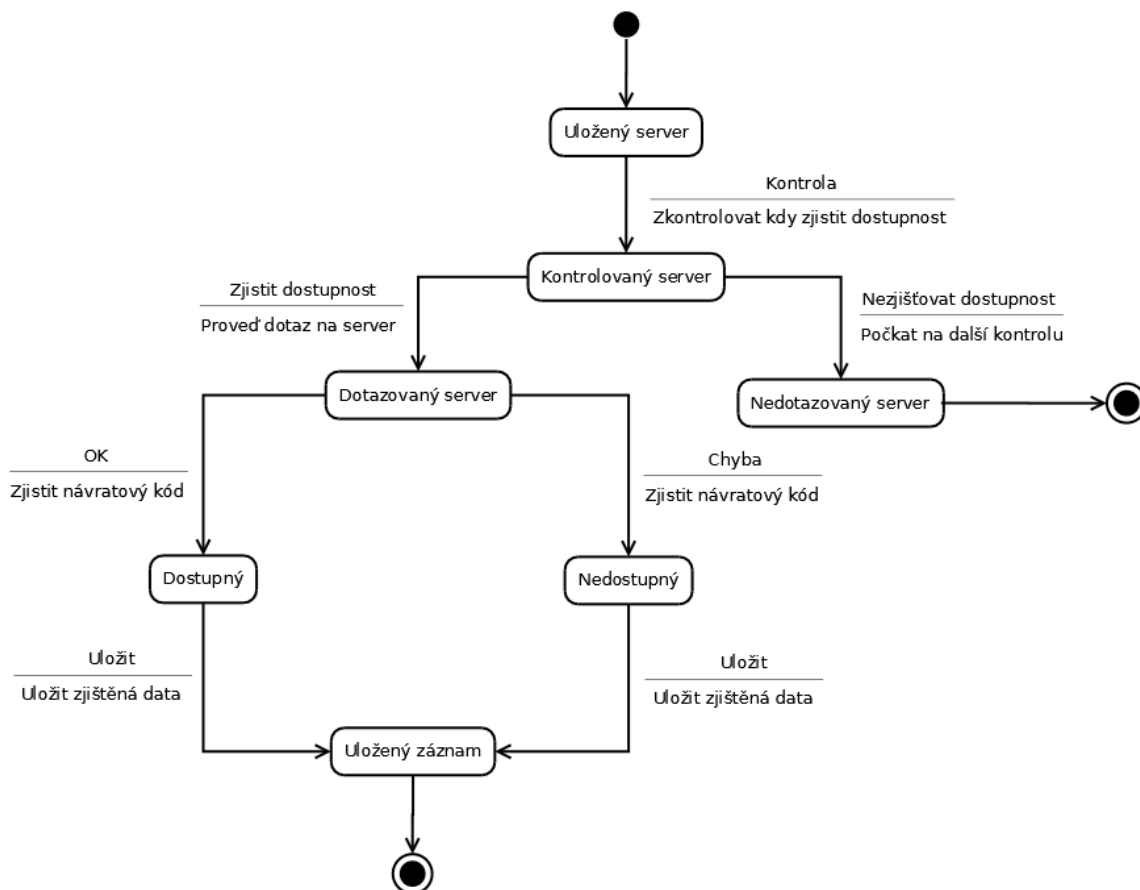 Uložený server
Kontrola
Zkontrolovat kdy zjistit dostupnost
Kontrolovaný server
Zjistit dostupnost
Proveď dotaz na server
Nezjišťovat dostupnost
Počkat na další kontrolu
Dotazovaný server
Nedotazovaný server
OK
Zjistit návratový kód
Chyba
Zjistit návratový kód
Dostupný
Nedostupný
Uložit
Uložit zjištěná data
Uložit
Uložit zjištěná data
Uložený záznam